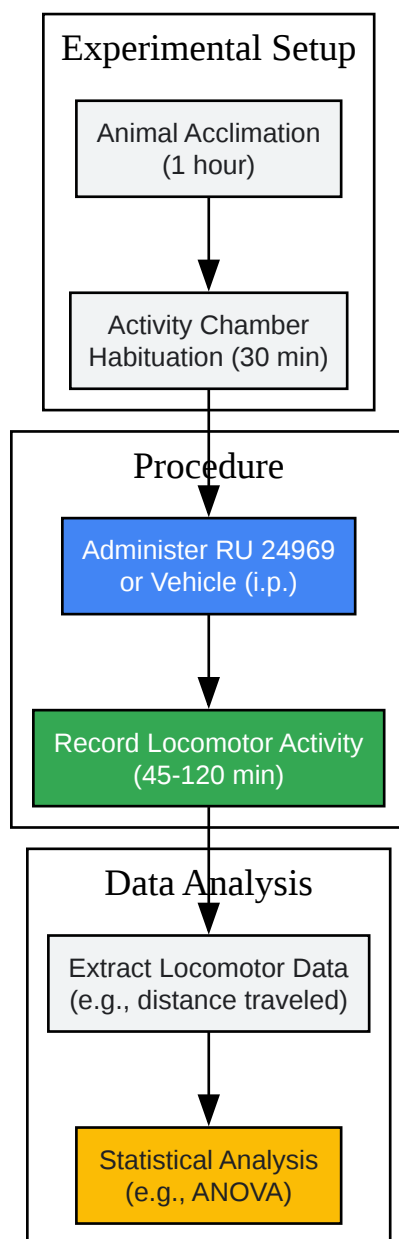 Experimental Setup
Animal Acclimation
(1 hour)
Activity Chamber
Habituation (30 min)
Procedure
Administer RU 24969
or Vehicle (i.p.)
Record Locomotor Activity
(45-120 min)
Data Analysis
Extract Locomotor Data
(e.g., distance traveled)
Statistical Analysis
(e.g., ANOVA)